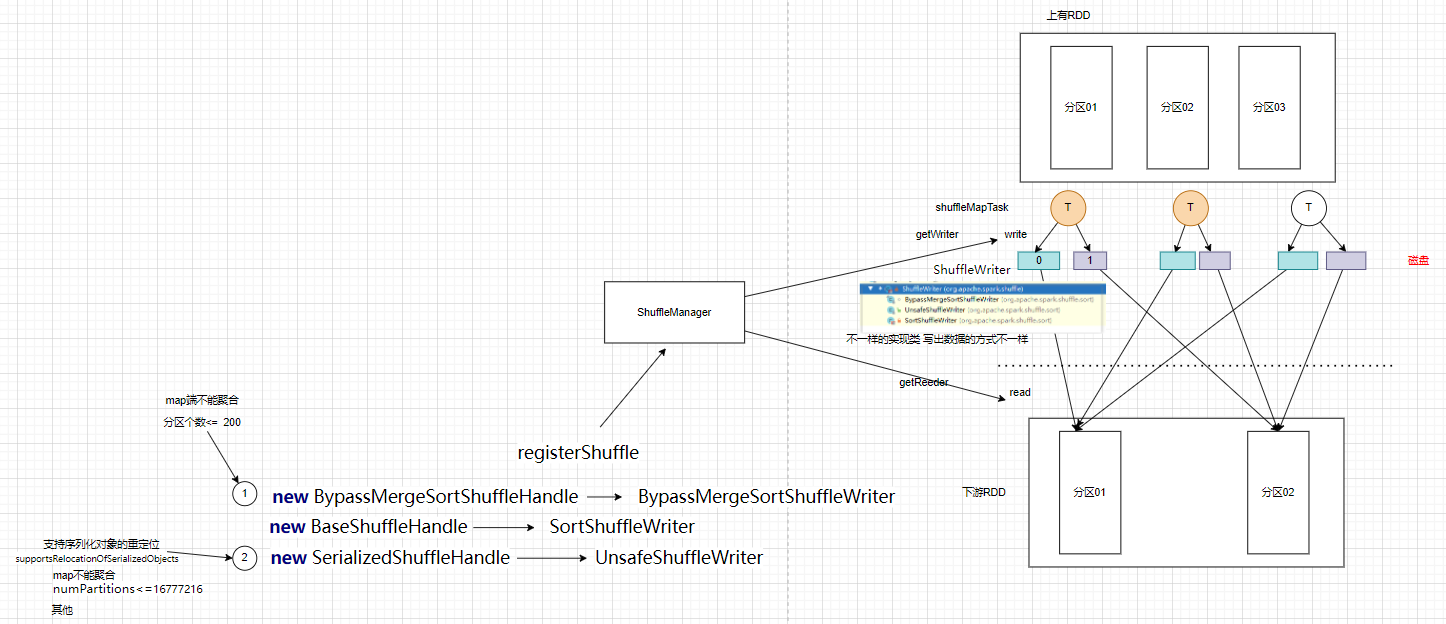 上有RDD
分区01
分区02
分区03
shuffleMapTask
T
T
T
getWriter
write
0
1
磁盘
ShuffleWriter
ShuffleWriter (org.apache.spark.shuffle)
BypassMergeSortShuffleWriter (org.apache.spark.shuffle.sort)
UnsafeShuffleWriter (org.apache.spark.shuffle.sort)
SortShuffleWriter (org.apache.spark.shuffle.sort)
不一样的实现类 写出数据的方式不一样
ShuffleManager
getReeder
read
map端不能聚合
分区个数<= 200
registerShuffle
下游RDD
分区01
分区02
1
new BypassMergeSortShuffleHandle
BypassMergeSortShuffleWriter
new BaseShuffleHandle
SortShuffleWriter
支持序列化对象的重定位
supportsRelocationOfSerializedObjects
2
new SerializedShuffleHandle
UnsafeShuffleWriter
map不能聚合
numPartitions<=16777216
其他